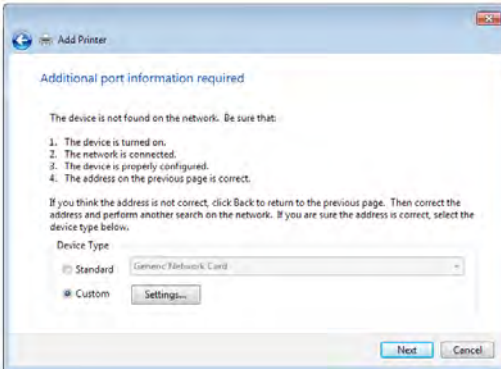 Add Printer
Additional port information required
The device is not found on the network. Be sure that:
1. The device is turned on.
2. The network is connected.
3. The device is properly configured.
4. The address on the previous page is correct.
If you think the address is not correct, click Back to return to the previous page. Then correct the
address and perform another search on the network. If you are sure the address is correct, select the
device type below.
Device Type
Standard Generic Network Card
Custom Settings...
Next Cancel